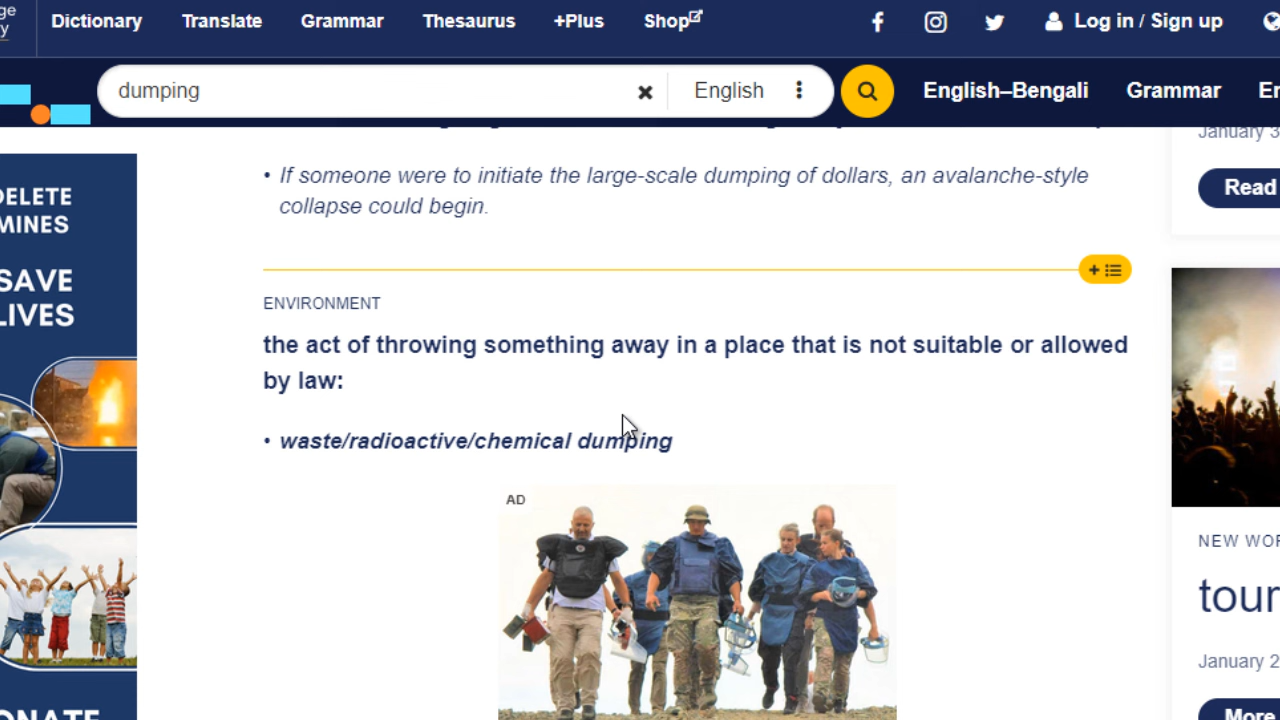 Dictionary Translate Grammar Thesaurus +Plus Shop Log in / Sign up
dumping English English–Bengali Grammar
January 3
• If someone were to initiate the large-scale dumping of dollars, an avalanche-style
collapse could begin.
Read
DELETE
MINES
SAVE
LIVES
ENVIRONMENT
the act of throwing something away in a place that is not suitable or allowed
by law:
• waste/radioactive/chemical dumping
AD
NEW WOR
tour
January 2
More
ONATE